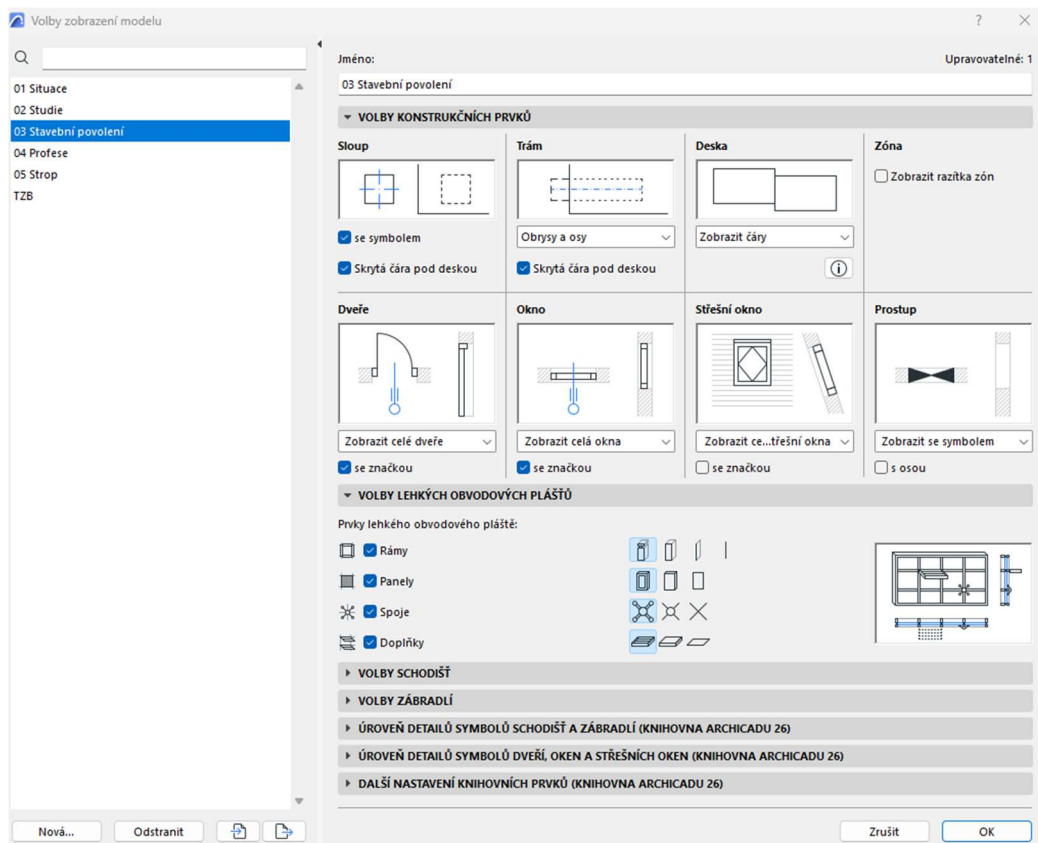 Volby zobrazení modelu
?
Jméno:
Upravovatelné: 1
01 Situace
02 Studie
03 Stavební povolení
04 Profese
05 Strop
TZB
03 Stavební povolení
VOLBY KONSTRUKČNÍCH PRVKŮ
Sloup
Trám
Deska
Zóna
Zobrazit razítka zón
se symbolem
Obrysy a osy
Zobrazit čáry
Skrytá čára pod deskou
Skrytá čára pod deskou
Dveře
Okno
Střešní okno
Prostup
Zobrazit celé dveře
Zobrazit celá okna
Zobrazit ce...třešní okna
Zobrazit se symbolem
se značkou
se značkou
se značkou
s osou
VOLBY LEHKÝCH OBVODOVÝCH PLÁŠŤŮ
Prvky lehkého obvodového pláště:
Rámy
Panely
Spoje
Doplňky
VOLBY SCHODIŠŤ
VOLBY ZÁBRADLÍ
ÚROVEŇ DETAILŮ SYMBOLŮ SCHODIŠŤ A ZÁBRADLÍ (KNIHOVNA ARCHICADU 26)
ÚROVEŇ DETAILŮ SYMBOLŮ DVEŘÍ, OKEN A STŘEŠNÍCH OKEN (KNIHOVNA ARCHICADU 26)
DALŠÍ NASTAVENÍ KNIHOVNÍCH PRVKŮ (KNIHOVNA ARCHICADU 26)
Nová...
Odstranit
Zrušit
OK